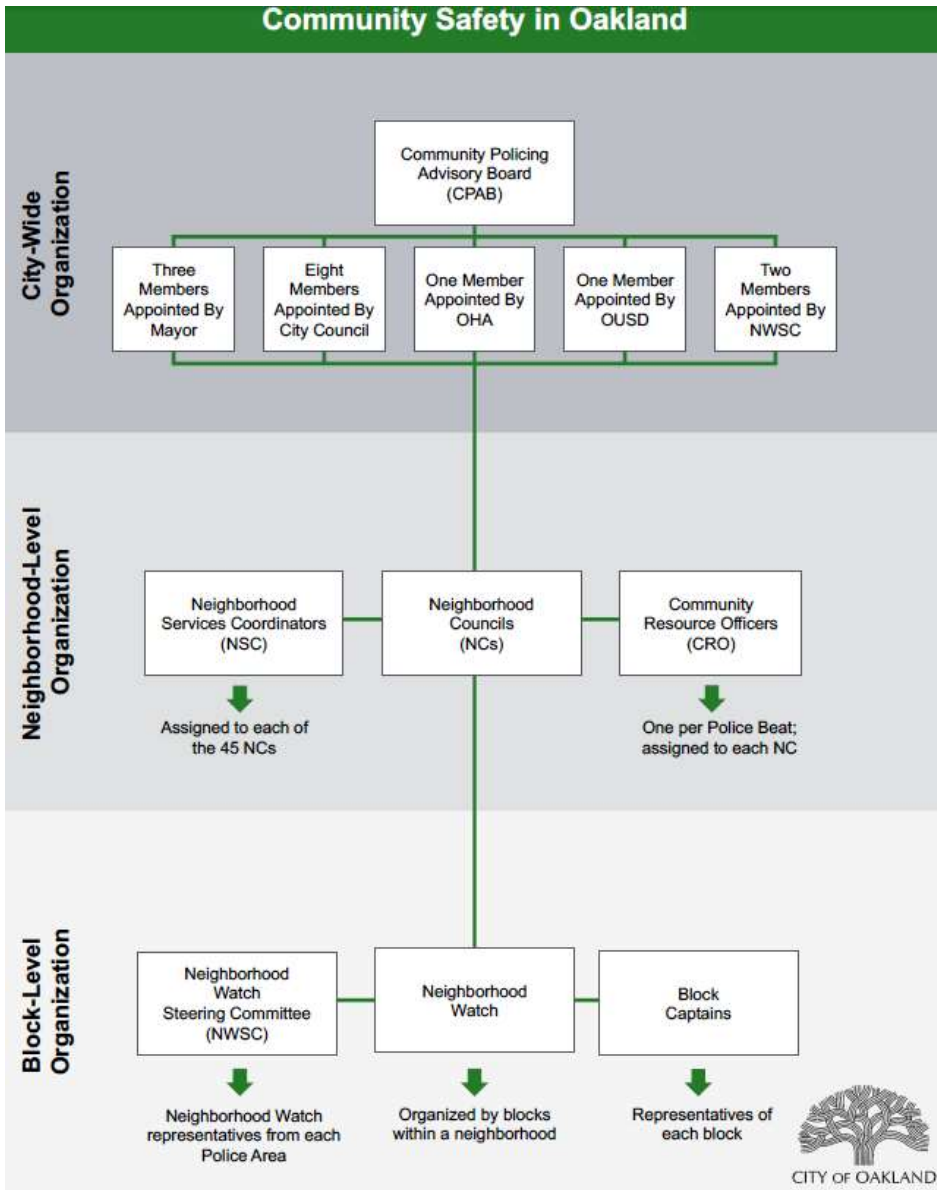 Community Safety in Oakland
City-Wide
Organization
Community Policing
Advisory Board
(CPAB)
Three
Members
Appointed By
Mayor
Eight
Members
Appointed By
City Council
One Member
Appointed By
OHA
One Member
Appointed By
OUSD
Two
Members
Appointed By
NWSC
Neighborhood-Level
Organization
Neighborhood
Services Coordinators
(NSC)
Neighborhood
Councils
(NCs)
Community
Resource Officers
(CRO)
Assigned to each of
the 45 NCs
One per Police Beat;
assigned to each NC
Block-Level
Organization
Neighborhood
Watch
Steering Committee
(NWSC)
Neighborhood
Watch
Block
Captains
Neighborhood Watch
representatives from each
Police Area
Organized by blocks
within a neighborhood
Representatives of
each block
CITY OF OAKLAND